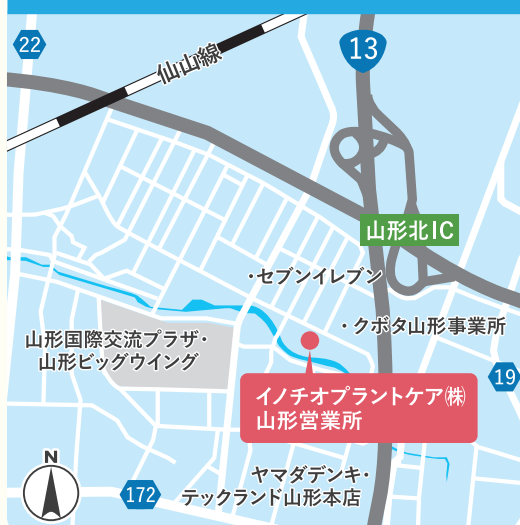 22
仙山線
13
山形北IC
・セブンイレブン
・クボタ山形事業所
山形国際交流プラザ・
山形ビッグウイング
19
イノチオプラントケア㈱
山形営業所
ヤマダデンキ・
テックランド山形本店
N
172